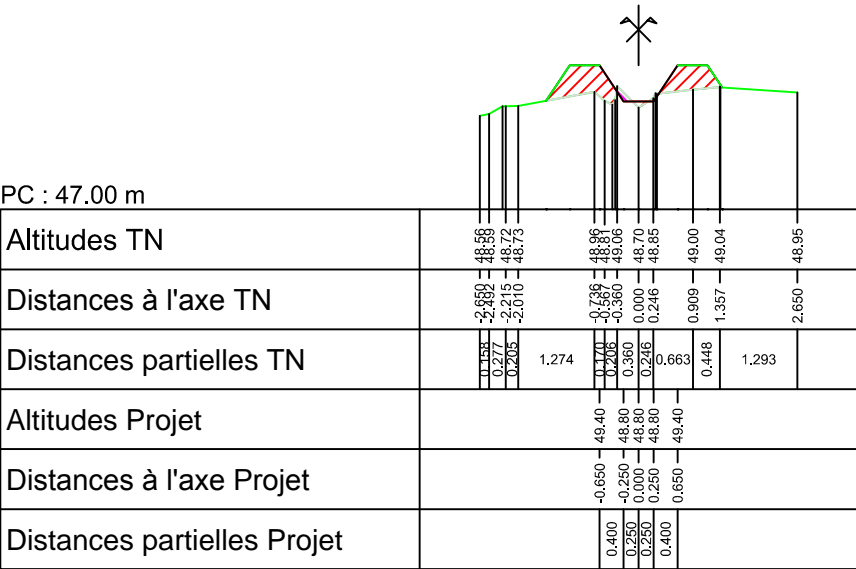 PC : 47.00 m
Altitudes TN 48.56 48.59 48.72 48.73 48.96 48.81 49.06 48.70 48.85 49.00 49.04 48.95
Distances à l'axe TN -2.650 -2.492 -2.215 -2.010 -0.736 -0.567 -0.360 0.000 0.246 0.909 1.357 2.650
Distances partielles TN 0.158 0.277 0.205 1.274 0.170 0.206 0.360 0.246 0.663 0.448 1.293
Altitudes Projet 49.40 48.80 48.80 48.80 49.40
Distances à l'axe Projet -0.650 -0.250 0.000 0.250 0.650
Distances partielles Projet 0.400 0.250 0.250 0.400